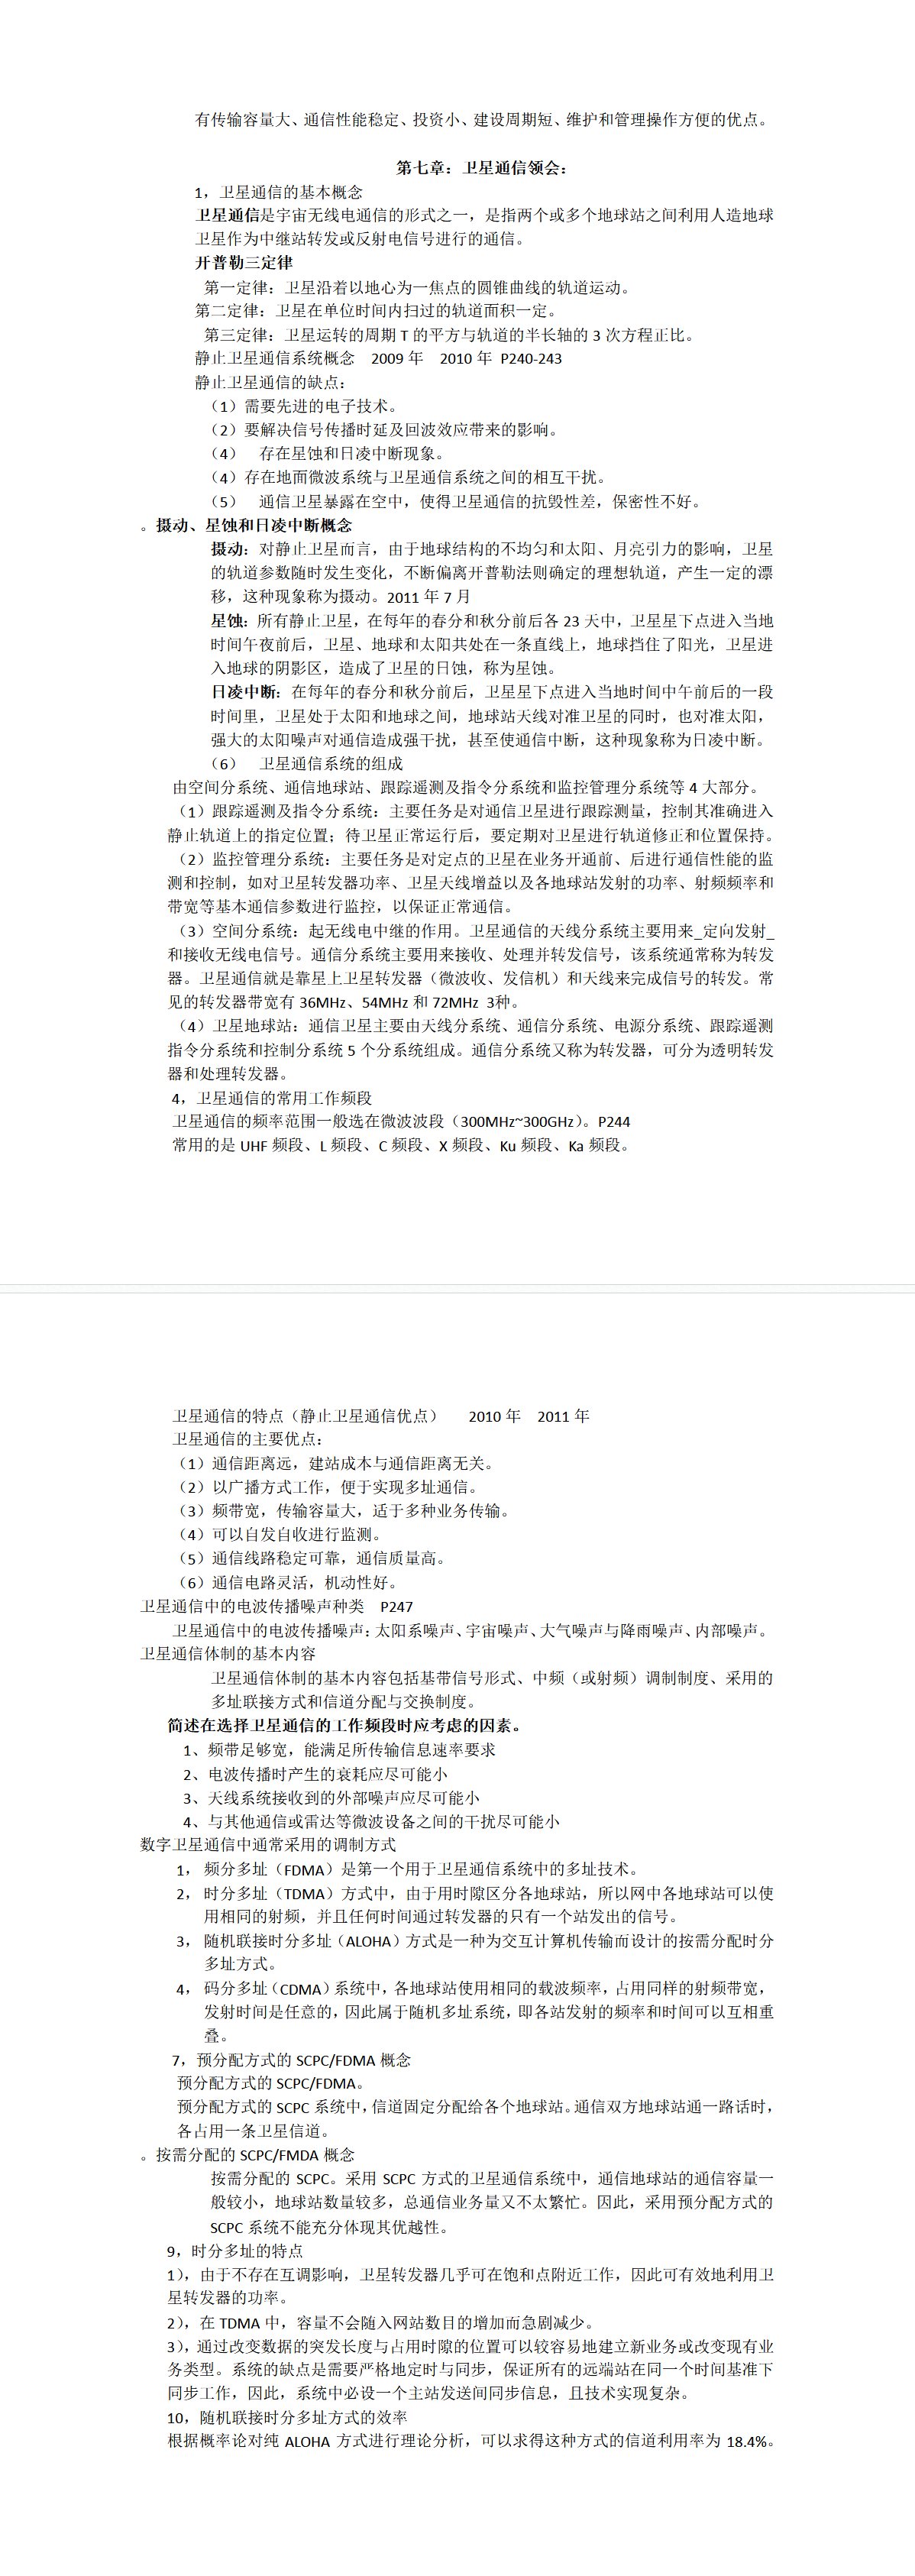 有传输容量大、通信性能稳定、投资小、建设周期短、维护和管理操作方便的优点。
第七章：卫星通信领会：
1，卫星通信的基本概念
卫星通信是宇宙无线电通信的形式之一，是指两个或多个地球站之间利用人造地球
卫星作为中继站转发或反射电信号进行的通信。
开普勒三定律
第一定律：卫星沿着以地心为一焦点的圆锥曲线的轨道运动。
第二定律：卫星在单位时间内扫过的轨道面积一定。
第三定律：卫星运转的周期 T 的平方与轨道的半长轴的 3 次方程正比。
静止卫星通信系统概念 2009 年 2010 年 P240-243
静止卫星通信的缺点：
（1）需要先进的电子技术。
（2）要解决信号传播时延及回波效应带来的影响。
（4） 存在星蚀和日凌中断现象。
（4）存在地而微波系统与卫星通信系统之间的相互干扰。
（5） 通信卫星暴露在空中，使得卫星通信的抗毁性差，保密性不好。
。摄动、星蚀和日凌中断概念
摄动：对静止卫星而言，由于地球结构的不均匀和太阳、月亮引力的影响，卫星
的轨道参数随时发生变化，不断偏离开普勒法则确定的理想轨道，产生一定的漂
移，这种现象称为摄动。2011 年 7 月
星蚀：所有静止卫星，在每年的春分和秋分前后各 23 天中，卫星星下点进入当地
时间午夜前后，卫星、地球和太阳共处在一条直线上，地球挡住了阳光，卫星进
入地球的阴影区，造成了卫星的日蚀，称为星蚀。
日凌中断：在每年的春分和秋分前后，卫星星下点进入当地时间中午前后的一段
时间里，卫星处于太阳和地球之间，地球站天线对准卫星的同时，也对准太阳，
强大的太阳噪声对通信造成强干扰，甚至使通信中断，这种现象称为日凌中断。
（6） 卫星通信系统的组成
由空间分系统、通信地球站、跟踪遥测及指令分系统和监控管理分系统等 4 大部分。
（1）跟踪遥测及指令分系统：主要任务是对通信卫星进行跟踪测量，控制其准确进入
静止轨道上的指定位置；待卫星正常运行后，要定期对卫星进行轨道修正和位置保持。
（2）监控管理分系统：主要任务是对定点的卫星在业务开通前、后进行通信性能的监
测和控制，如对卫星转发器功率、卫星天线增益以及各地球站发射的功率、射频频率和
带宽等基本通信参数进行监控，以保证正常通信。
（3）空间分系统：起无线电中继的作用。卫星通信的天线分系统主要用来_定向发射_
和接收无线电信号。通信分系统主要用来接收、处理并转发信号，该系统通常称为转发
器。卫星通信就是靠星上卫星转发器（微波收、发信机）和天线来完成信号的转发。常
见的转发器带宽有 36MHz、54MHz 和 72MHz 3种。
（4）卫星地球站：通信卫星主要由天线分系统、通信分系统、电源分系统、跟踪遥测
指令分系统和控制分系统 5 个分系统组成。通信分系统又称为转发器，可分为透明转发
器和处理转发器。
4，卫星通信的常用工作频段
卫星通信的频率范围一般选在微波波段（300MHz~300GHz）。P244
常用的是 UHF 频段、L 频段、C 频段、X 频段、Ku 频段、Ka 频段。
卫星通信的特点（静止卫星通信优点） 2010 年 2011 年
卫星通信的主要优点：
（1）通信距离远，建站成本与通信距离无关。
（2）以广播方式工作，便于实现多址通信。
（3）频带宽，传输容量大，适于多种业务传输。
（4）可以自发自收进行监测。
（5）通信线路稳定可靠，通信质量高。
（6）通信电路灵活，机动性好。
卫星通信中的电波传播噪声种类 P247
卫星通信中的电波传播噪声：太阳系噪声、宇宙噪声、大气噪声与降雨噪声、内部噪声。
卫星通信体制的基本内容
卫星通信体制的基本内容包括基带信号形式、中频（或射频）调制制度、采用的
多址联接方式和信道分配与交换制度。
简述在选择卫星通信的工作频段时应考虑的因素。
1、频带足够宽，能满足所传输信息速率要求
2、电波传播时产生的衰耗应尽可能小
3、天线系统接收到的外部噪声应尽可能小
4、与其他通信或雷达等微波设备之间的干扰尽可能小
数字卫星通信中通常采用的调制方式
1， 频分多址（FDMA）是第一个用于卫星通信系统中的多址技术。
2， 时分多址（TDMA）方式中，由于用时隙区分各地球站，所以网中各地球站可以使
用相同的射频，并且任何时间通过转发器的只有一个站发出的信号。
3， 随机联接时分多址（ALOHA）方式是一种为交互计算机传输而设计的按需分配时分
多址方式。
4， 码分多址（CDMA）系统中，各地球站使用相同的载波频率，占用同样的射频带宽，
发射时间是任意的，因此属于随机多址系统，即各站发射的频率和时间可以互相重
叠。
7，预分配方式的 SCPC/FDMA 概念
预分配方式的 SCPC/FDMA。
预分配方式的 SCPC 系统中，信道固定分配给各个地球站。通信双方地球站通一路话时，
各占用一条卫星信道。
。按需分配的 SCPC/FMDA 概念
按需分配的 SCPC。采用 SCPC 方式的卫星通信系统中，通信地球站的通信容量一
般较小，地球站数量较多，总通信业务量又不太繁忙。因此，采用预分配方式的
SCPC 系统不能充分体现其优越性。
9，时分多址的特点
1），由于不存在互调影响，卫星转发器几乎可在饱和点附近工作，因此可有效地利用卫
星转发器的功率。
2），在 TDMA 中，容量不会随入网站数目的增加而急剧减少。
3），通过改变数据的突发长度与占用时隙的位置可以较容易地建立新业务或改变现有业
务类型。系统的缺点是需要严格地定时与同步，保证所有的远端站在同一个时间基准下
同步工作，因此，系统中必设一个主站发送间同步信息，且技术实现复杂。
10，随机联接时分多址方式的效率
根据概率论对纯 ALOHA 方式进行理论分析，可以求得这种方式的信道利用率为 18.4%。